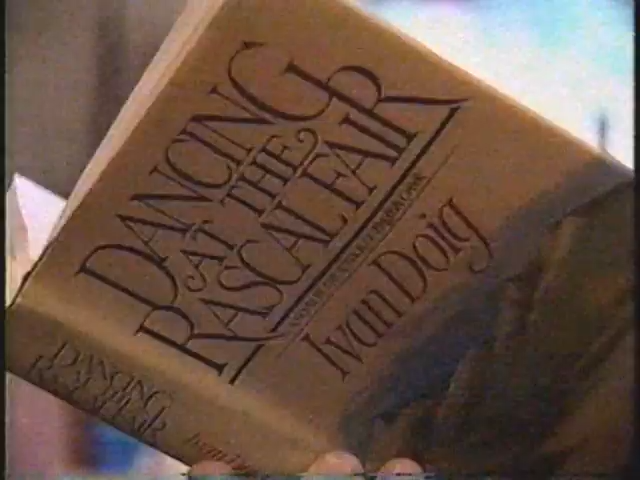 DANCING
AT THE
RASCAL FAIR
Ivan Doig
DANCING
RASCAL FAIR